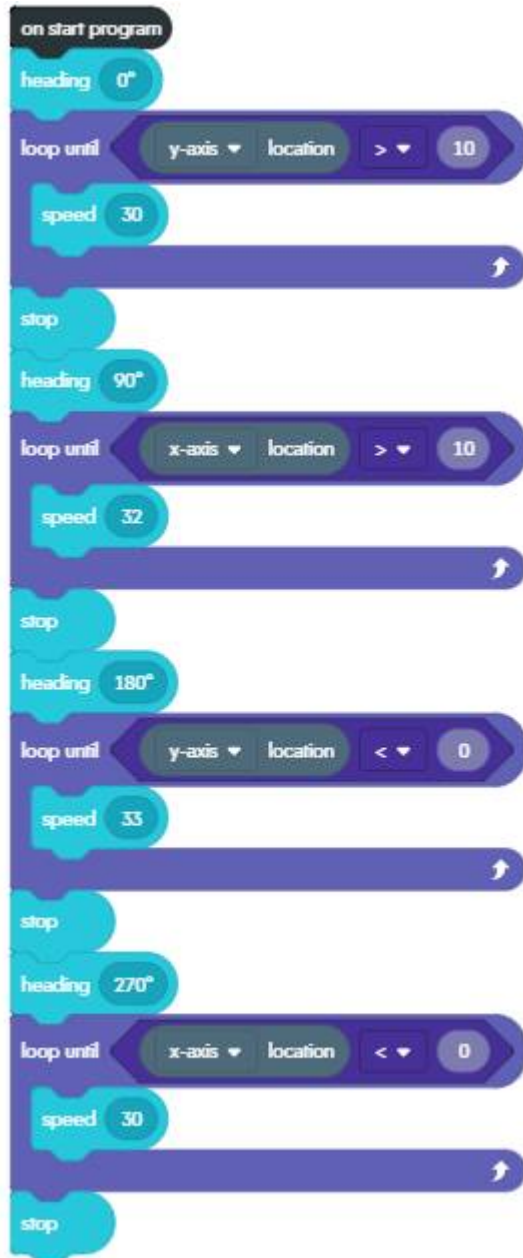 on start program
heading 0°
loop until y-axis location > 10
speed 30
stop
heading 90°
loop until x-axis location > 10
speed 32
stop
heading 180°
loop until y-axis location < 0
speed 33
stop
heading 270°
loop until x-axis location < 0
speed 30
stop